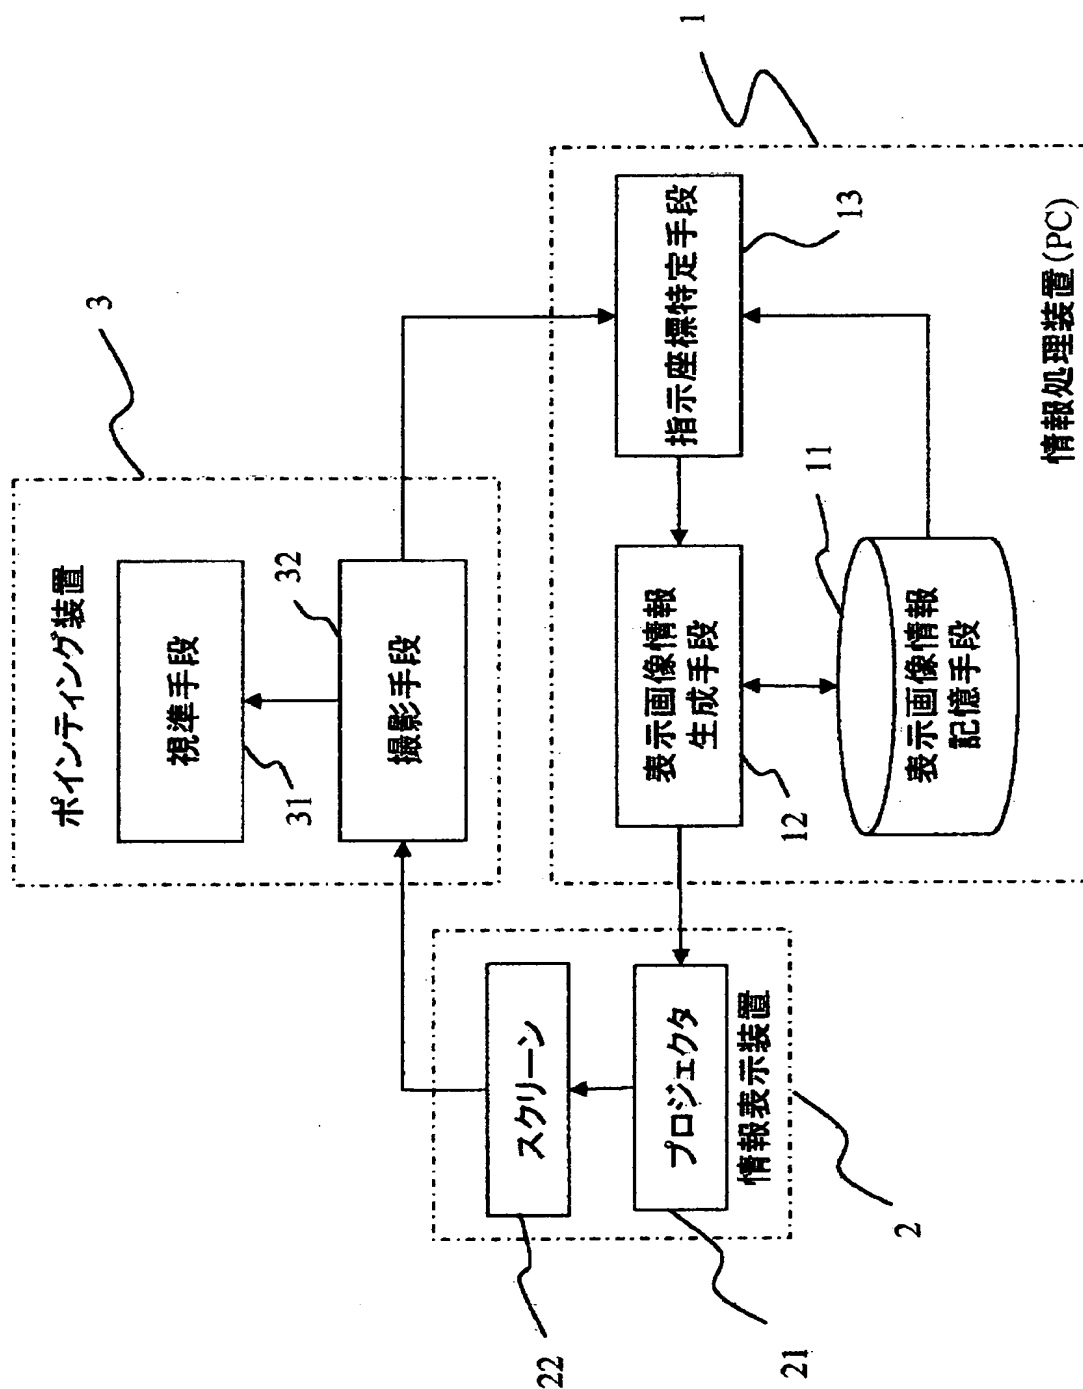 ポインティング装置
3
視準手段
31
撮影手段
32
スクリーン
22
プロジェクタ
21
情報表示装置
2
表示画像情報
生成手段
12
指示座標特定手段
13
表示画像情報
記憶手段
11
情報処理装置(PC)
1